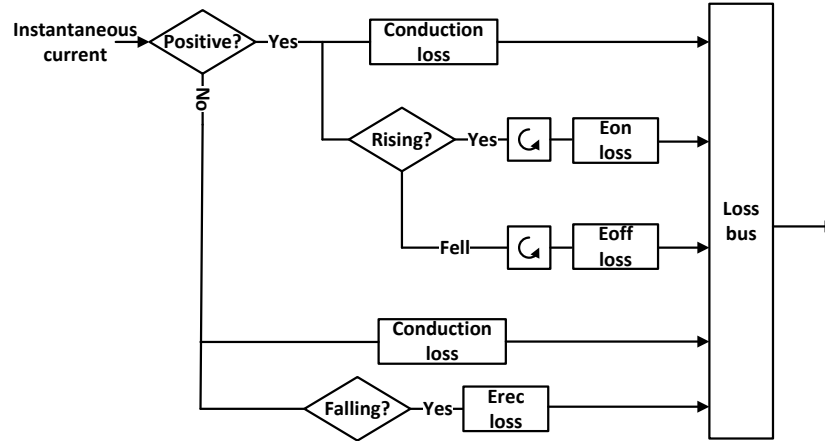 Instantaneous
current
Positive?
Yes
No
Conduction
loss
Rising?
Yes
Eon
loss
Fell
Eoff
loss
Loss
bus
Conduction
loss
Falling?
Yes
Erec
loss